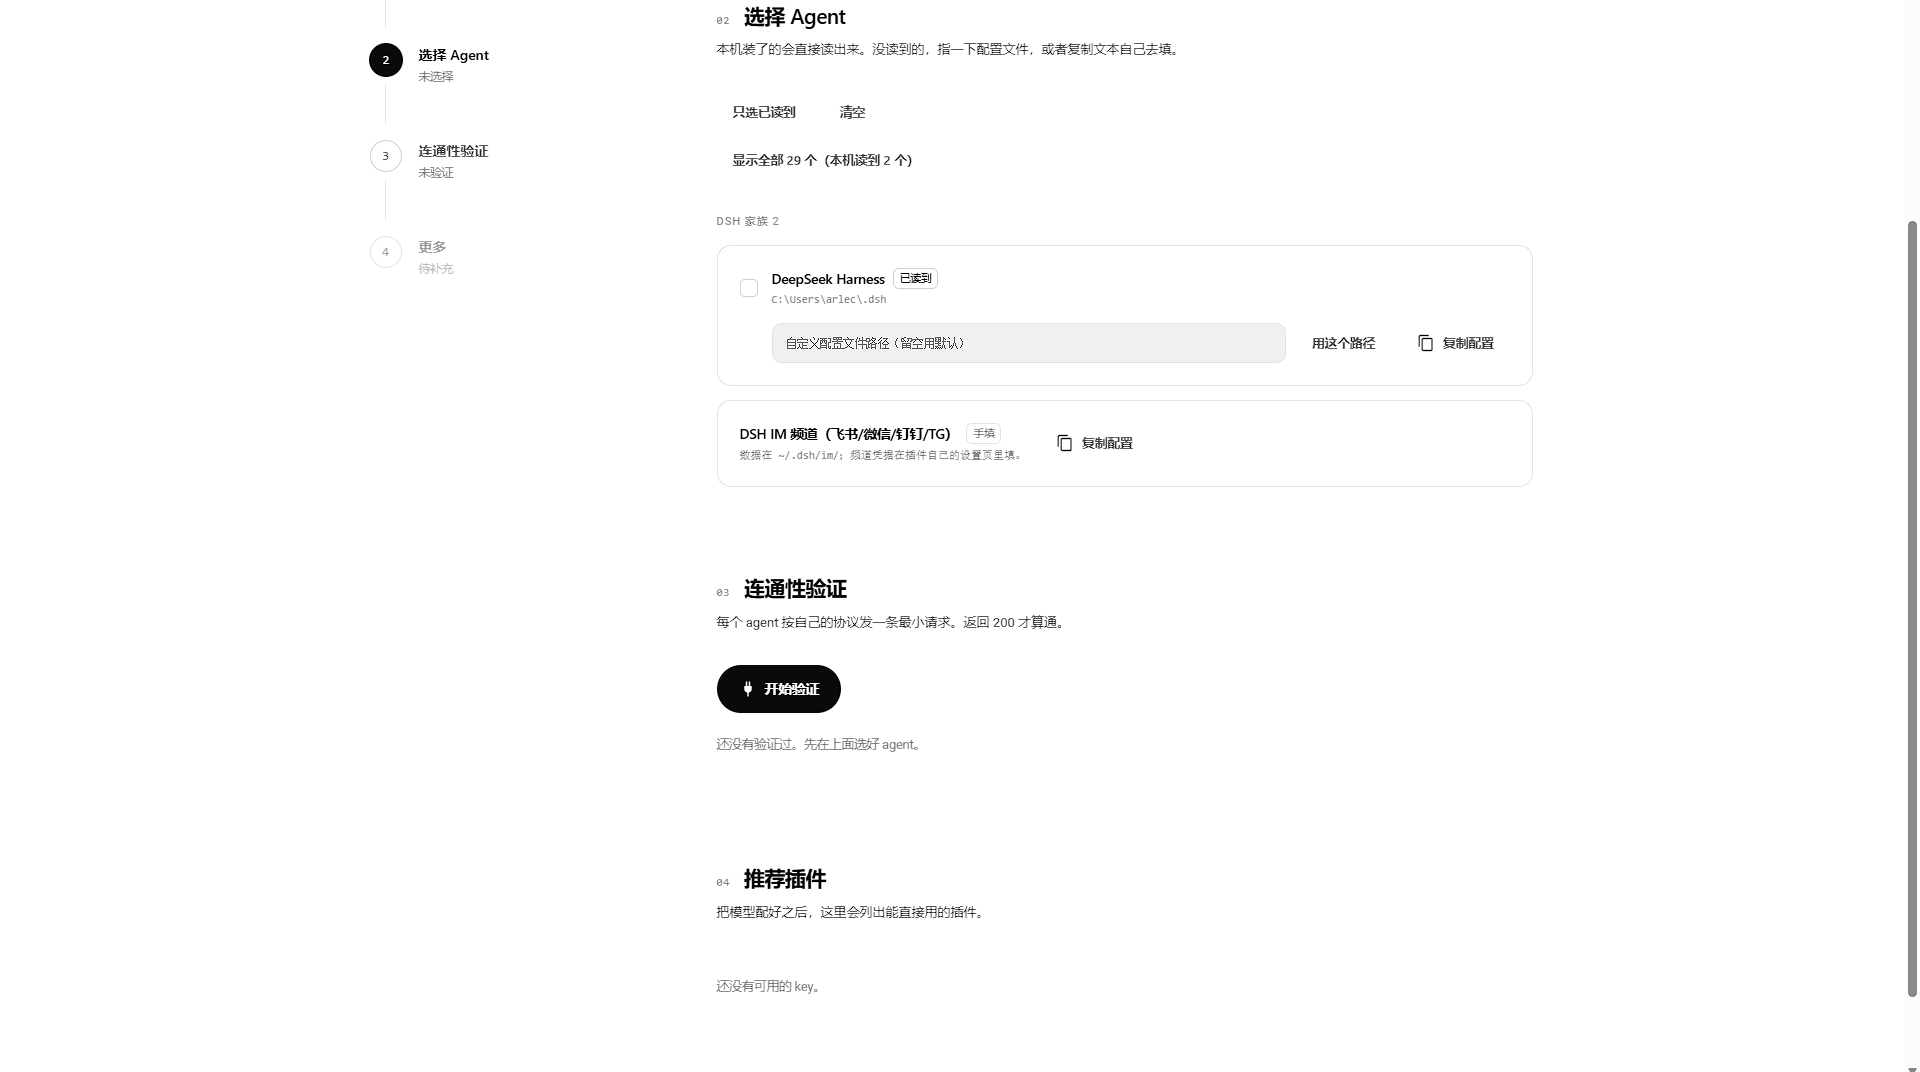 2
选择 Agent
未选择
3
连通性验证
未验证
4
更多
待补充
02 选择 Agent
本机装了的会直接读出来。没读到的，指一下配置文件，或者复制文本自己去填。
只选已读到 清空
显示全部 29 个（本机读到 2 个）
DSH 家族 2
DeepSeek Harness 已读到
C:\Users\arlec\.dsh
自定义配置文件路径（留空用默认） 用这个路径 复制配置
DSH IM 频道（飞书/微信/钉钉/TG） 手填
数据在 ~/.dsh/im/；频道凭据在插件自己的设置页里填。
复制配置
03 连通性验证
每个 agent 按自己的协议发一条最小请求。返回 200 才算通。
开始验证
还没有验证过。先在上面选好 agent。
04 推荐插件
把模型配好之后，这里会列出能直接用的插件。
还没有可用的 key。